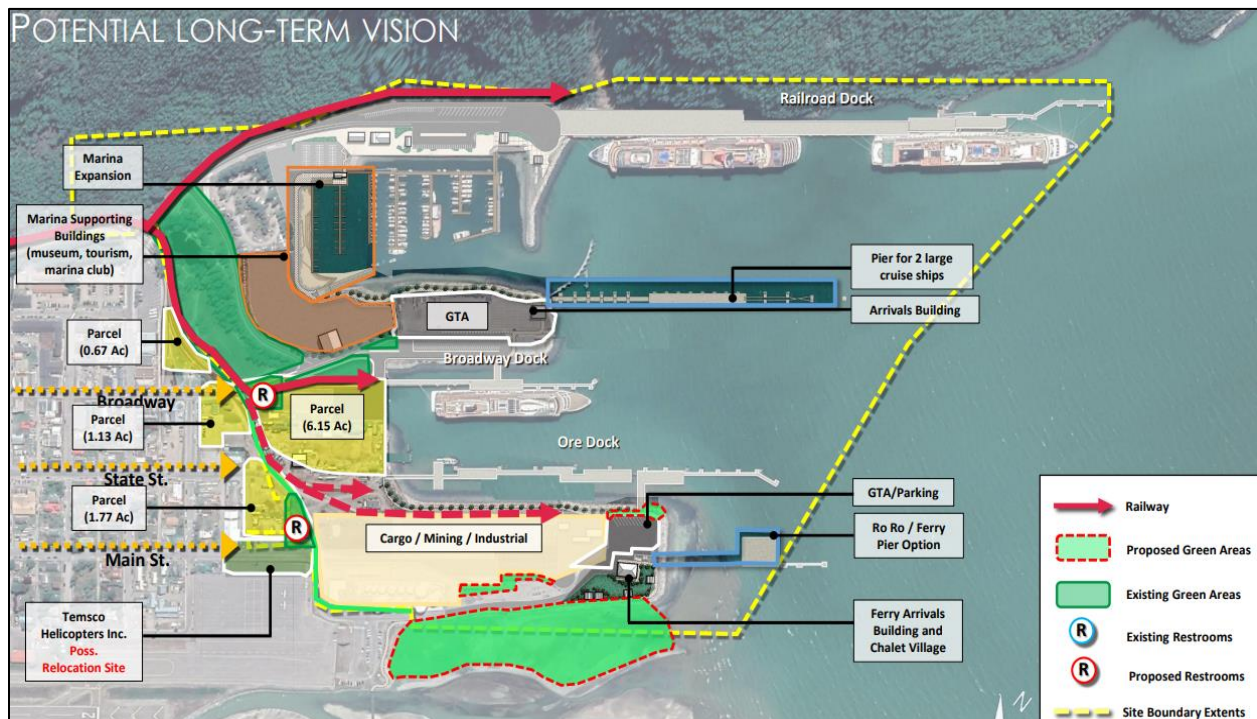 POTENTIAL LONG-TERM VISION
Railroad Dock
Marina
Expansion
Marina Supporting
Buildings
(museum, tourism,
marina club)
Pier for 2 large
cruise ships
Arrivals Building
GTA
Parcel
(0.67 Ac)
Broadway Dock
Broadway
R
Parcel
(1.13 Ac)
Parcel
(6.15 Ac)
Ore Dock
State St.
Parcel
(1.77 Ac)
GTA/Parking
R
Cargo / Mining / Industrial
Ro Ro / Ferry
Pier Option
Main St.
Temsco
Helicopters Inc.
Poss.
Relocation Site
Ferry Arrivals
Building and
Chalet Village
Railway
Proposed Green Areas
Existing Green Areas
R Existing Restrooms
R Proposed Restrooms
Site Boundary Extents
N